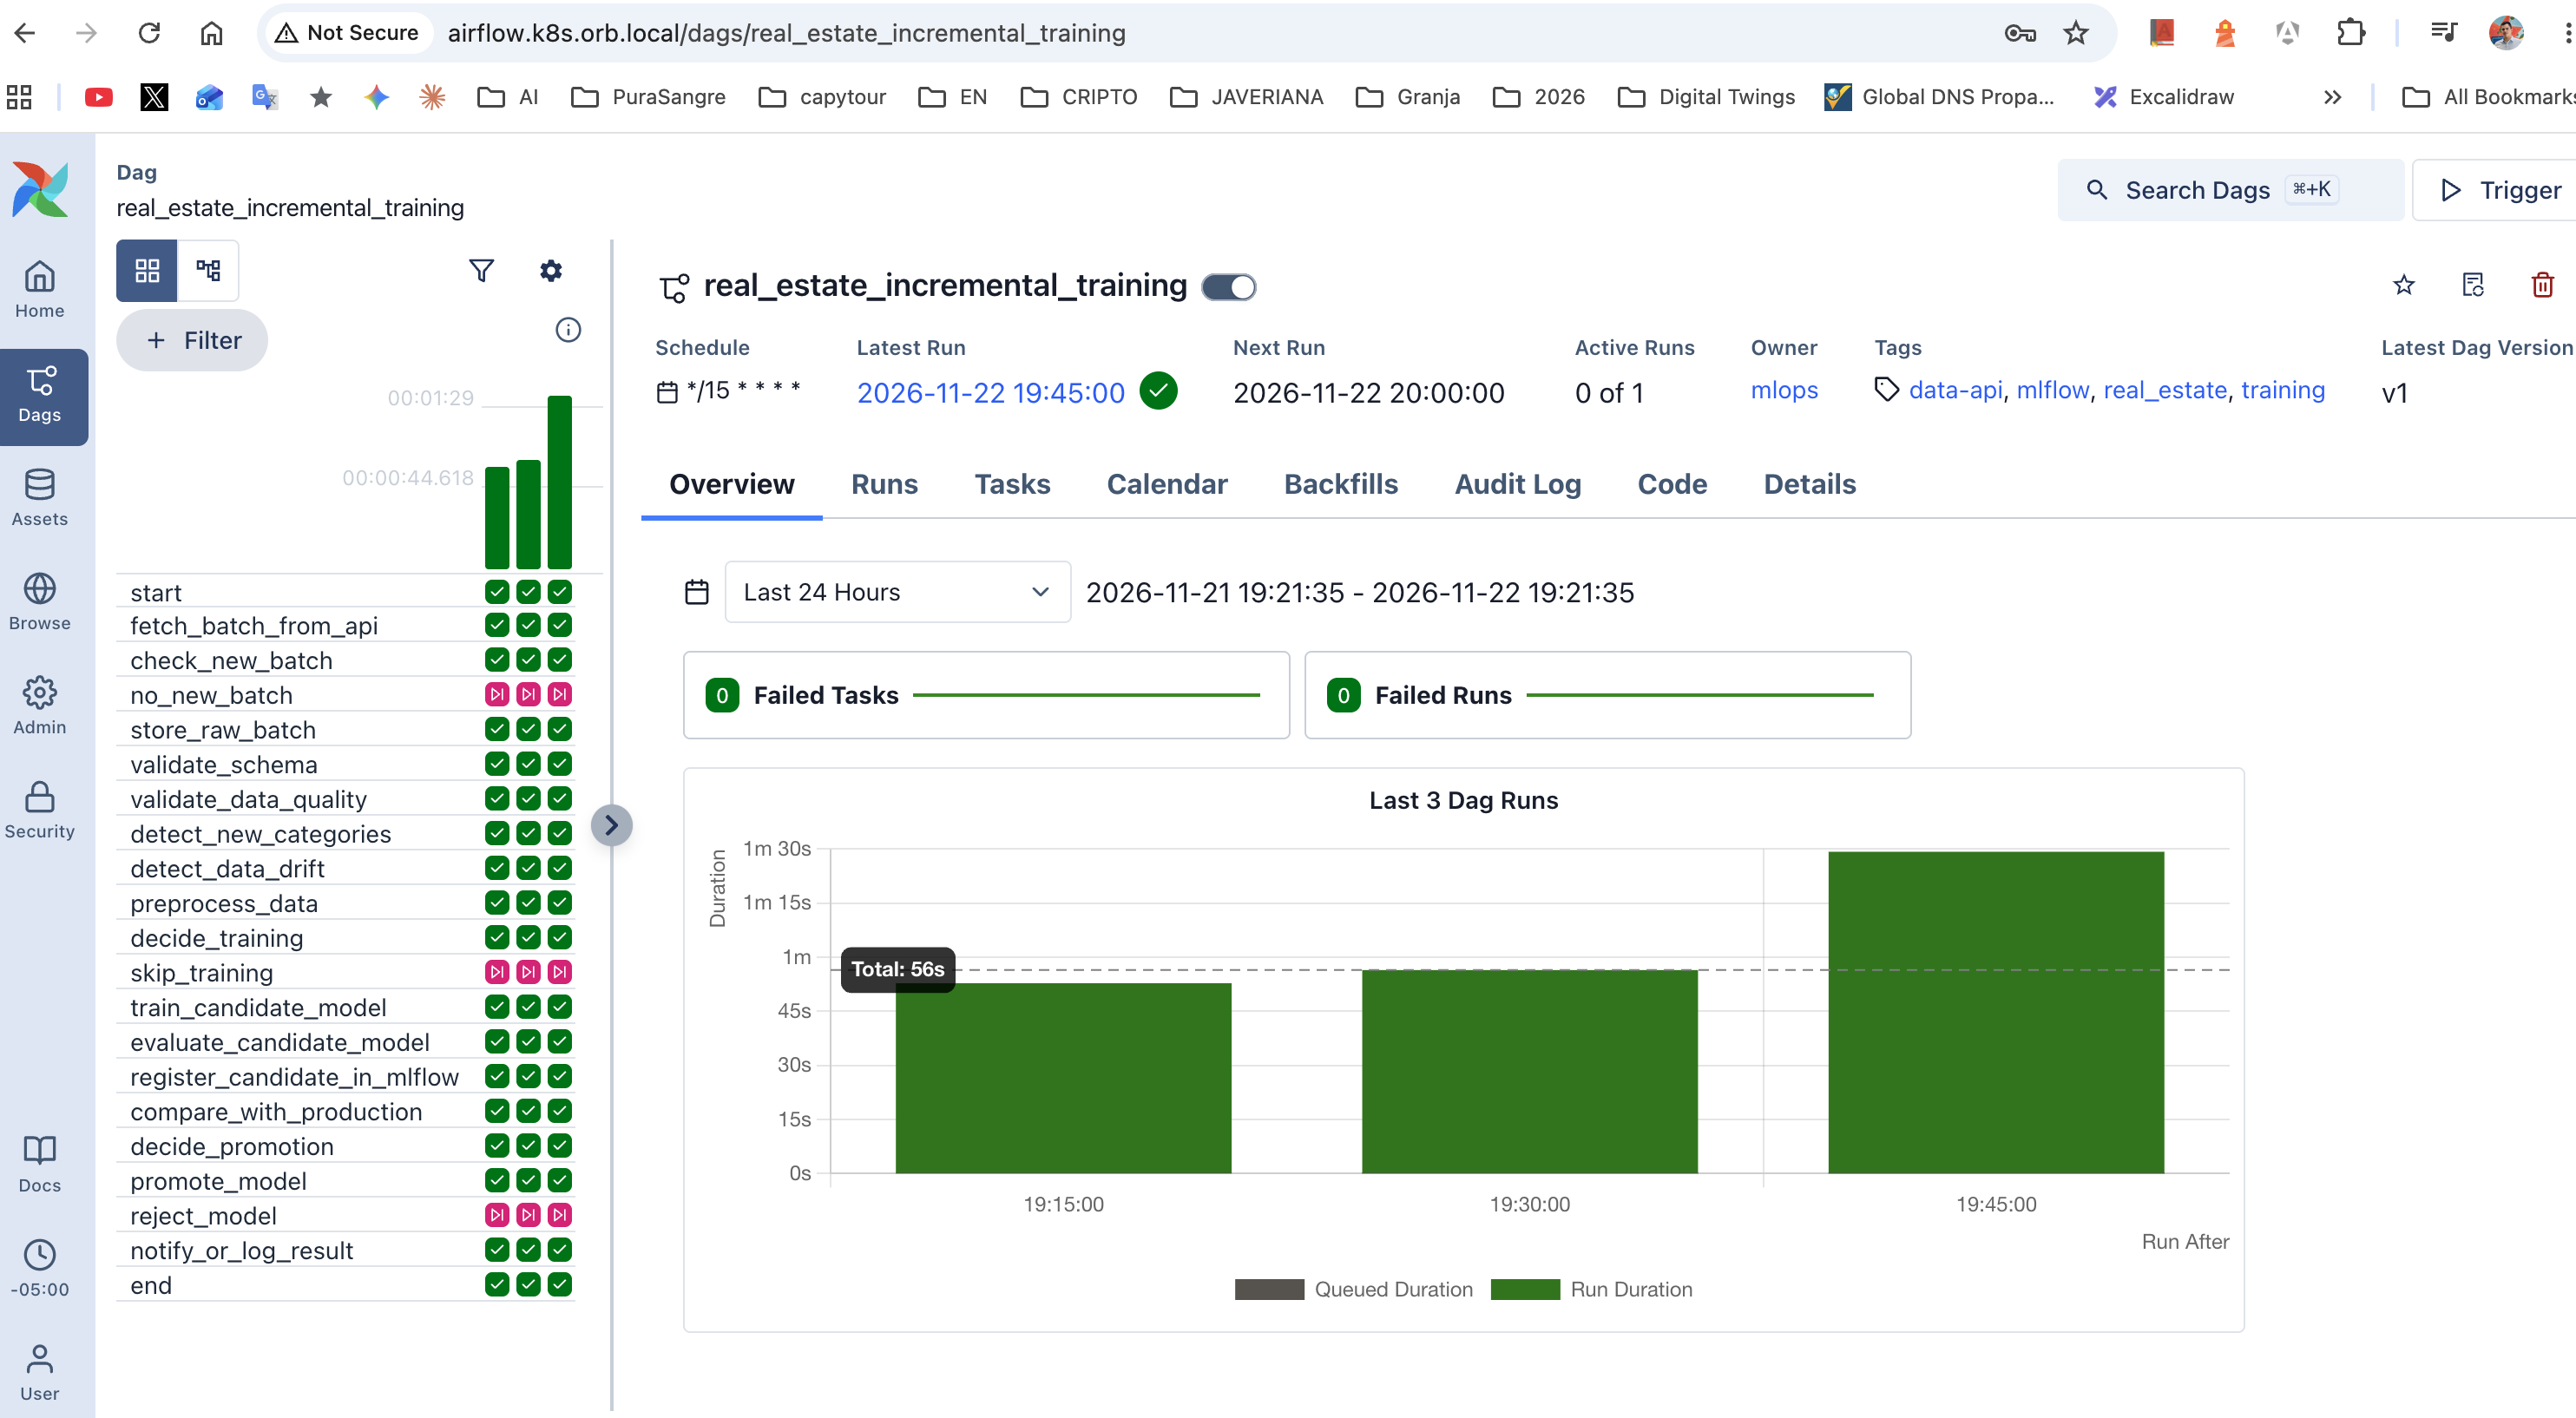 Not Secure airflow.k8s.orb.local/dags/real_estate_incremental_training
AI PuraSangre capytour EN CRIPTO JAVERIANA Granja 2026 Digital Twings Global DNS Propa... Excalidraw All Bookmarks
Dag
real_estate_incremental_training
Search Dags ⌘+K
Trigger
Home
Dags
Assets
Browse
Admin
Security
Docs
-05:00
User
+ Filter
00:01:29
00:00:44.618
start
fetch_batch_from_api
check_new_batch
no_new_batch
store_raw_batch
validate_schema
validate_data_quality
detect_new_categories
detect_data_drift
preprocess_data
decide_training
skip_training
train_candidate_model
evaluate_candidate_model
register_candidate_in_mlflow
compare_with_production
decide_promotion
promote_model
reject_model
notify_or_log_result
end
real_estate_incremental_training
Schedule Latest Run Next Run Active Runs Owner Tags Latest Dag Version
*/15 * * * * 2026-11-22 19:45:00 2026-11-22 20:00:00 0 of 1 mlops data-api, mlflow, real_estate, training v1
Overview Runs Tasks Calendar Backfills Audit Log Code Details
Last 24 Hours 2026-11-21 19:21:35 - 2026-11-22 19:21:35
0 Failed Tasks
0 Failed Runs
Last 3 Dag Runs
Duration
1m 30s
1m 15s
1m
Total: 56s
45s
30s
15s
0s
19:15:00 19:30:00 19:45:00
Run After
Queued Duration Run Duration